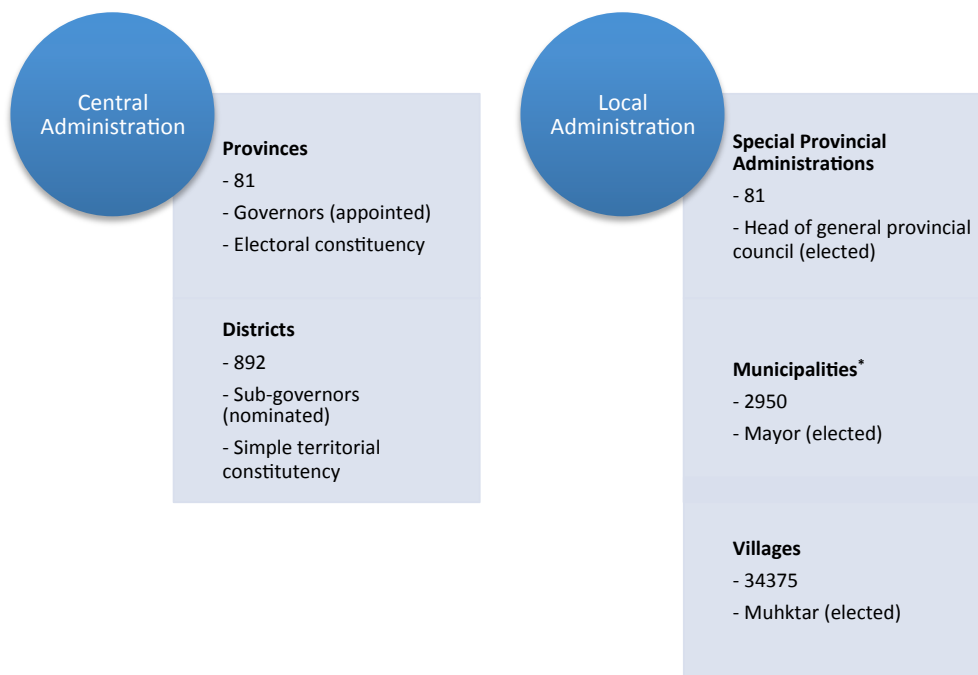 Central
Administration
Provinces
- 81
- Governors (appointed)
- Electoral constituency
Districts
- 892
- Sub-governors
(nominated)
- Simple territorial
constitutency
Local
Administration
Special Provincial
Administrations
- 81
- Head of general provincial
council (elected)
Municipalities*
- 2950
- Mayor (elected)
Villages
- 34375
- Muhktar (elected)